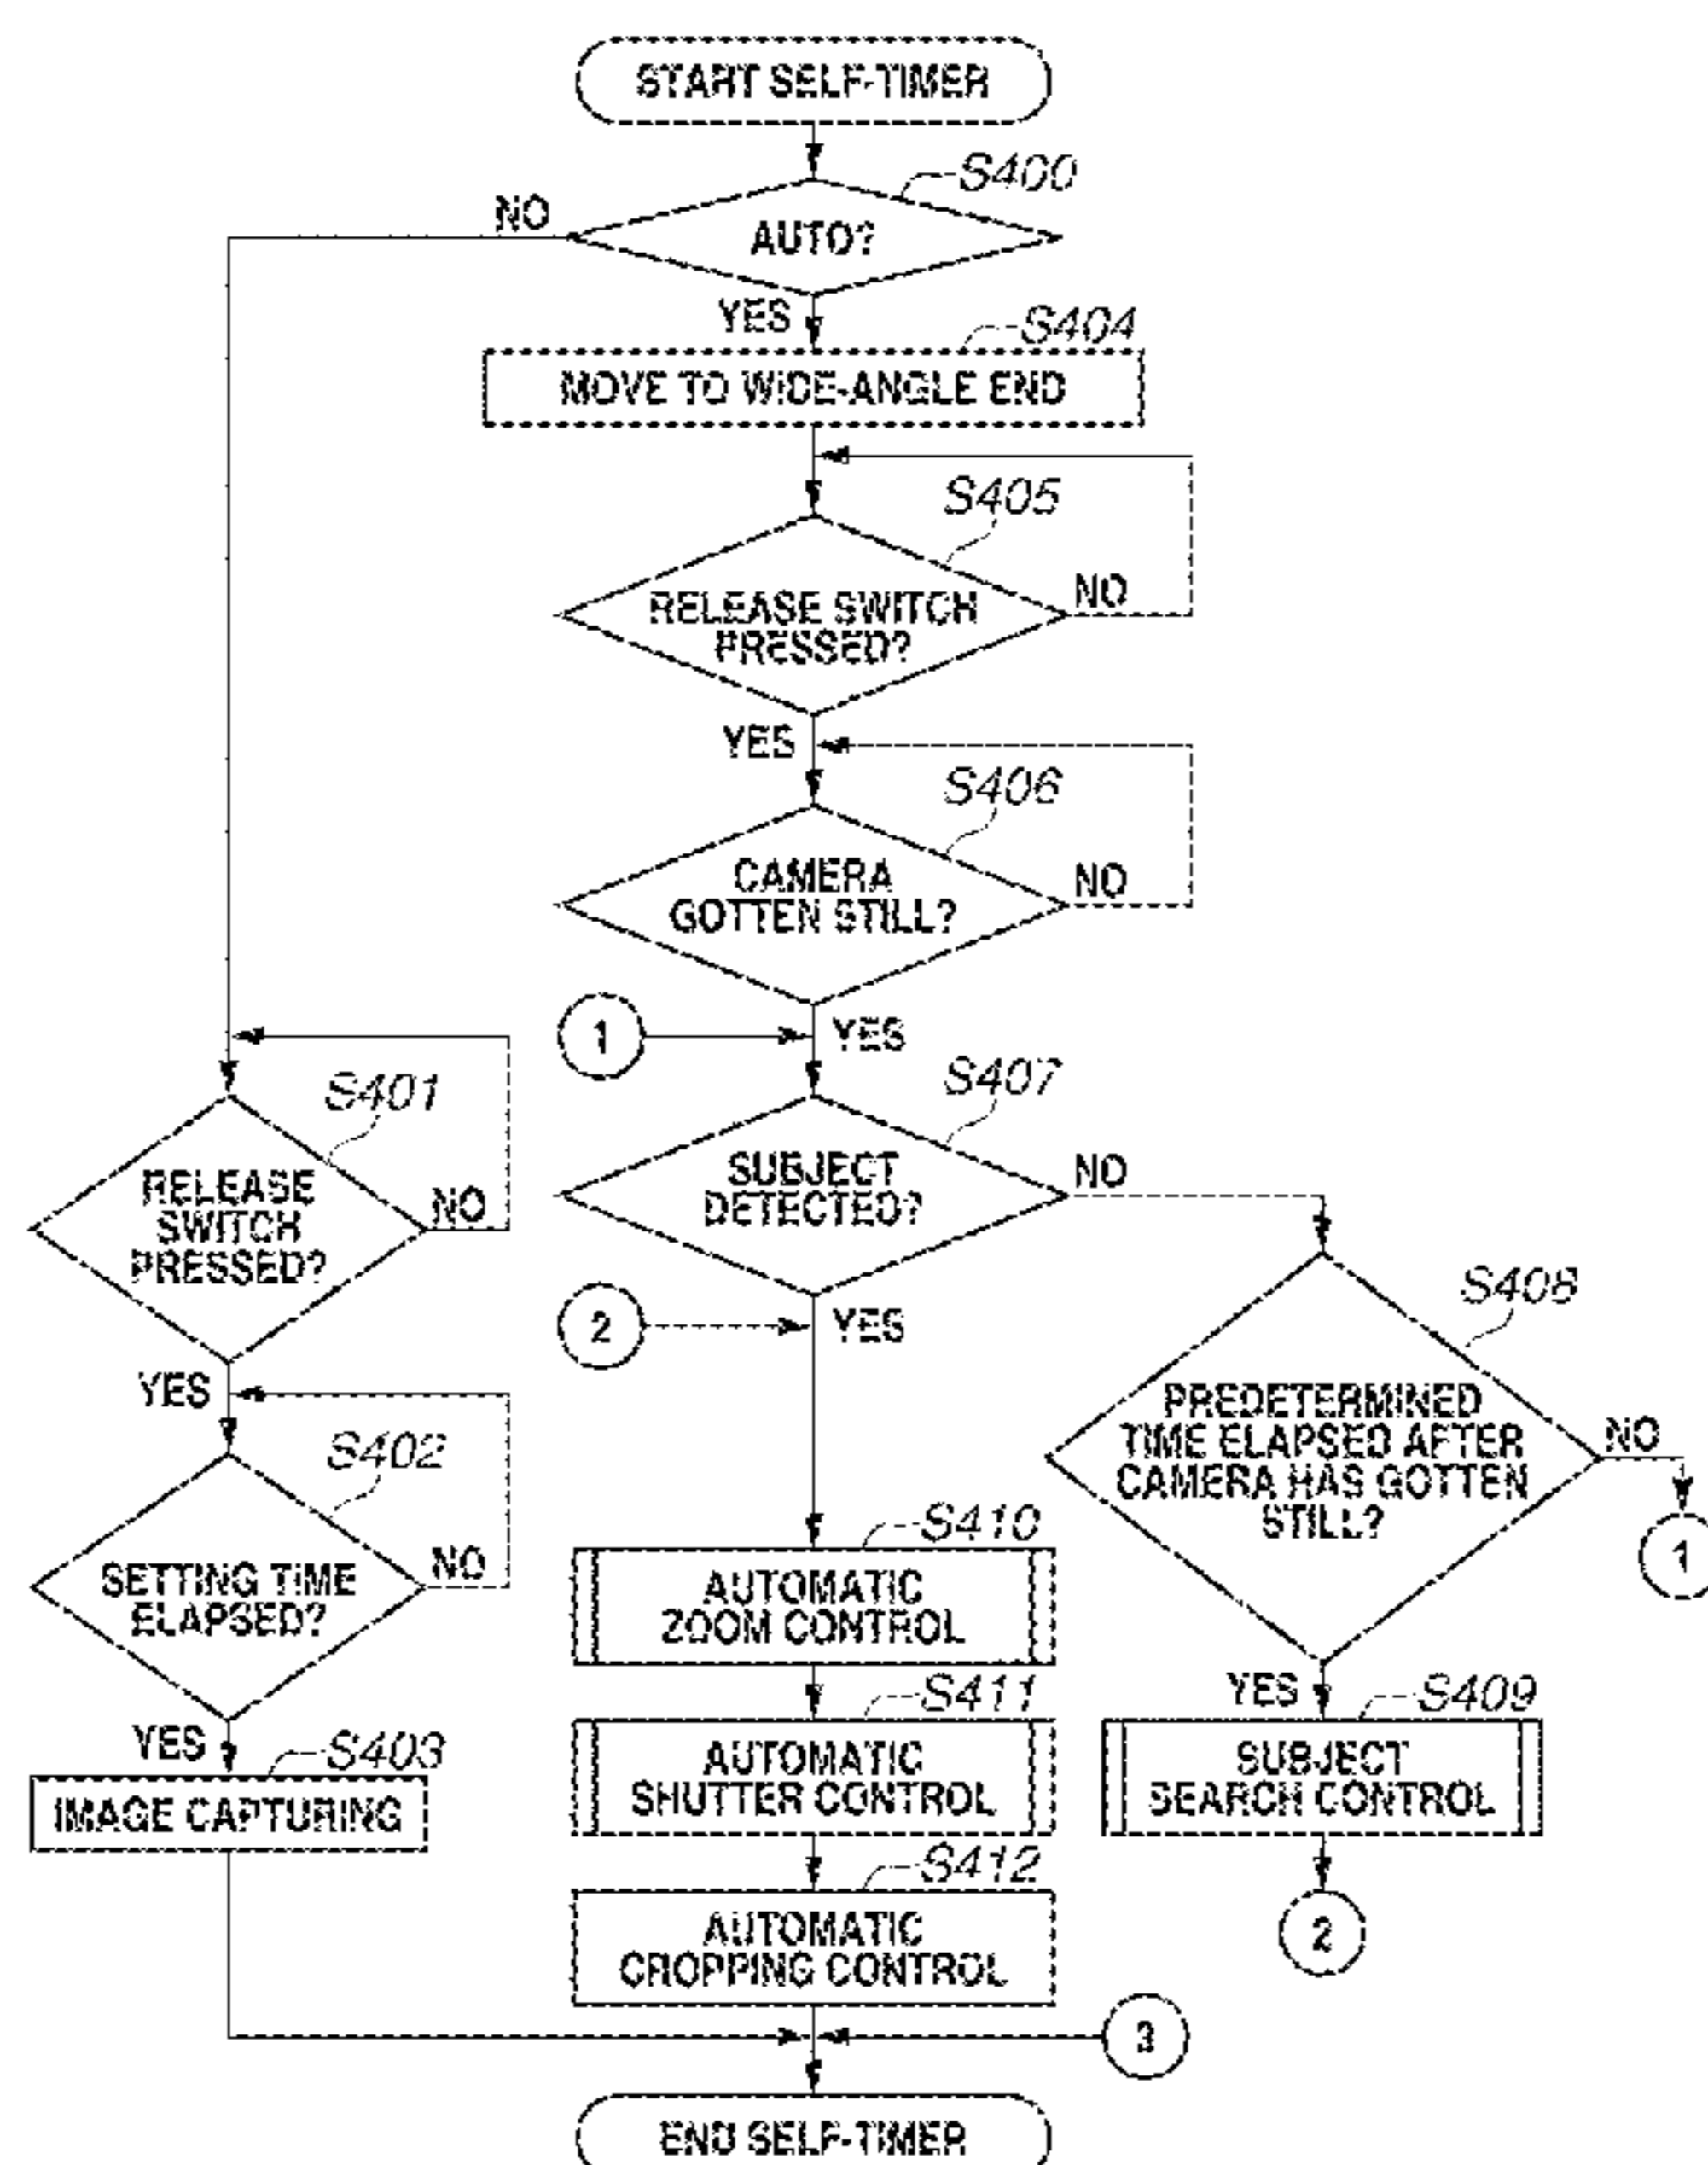 START SELF-TIMER
S400
NO
AUTO?
YES
S404
MOVE TO WIDE-ANGLE END
S405
RELEASE SWITCH
PRESSED?
NO
YES
S406
CAMERA
GOTTEN STILL?
NO
1
YES
S407
SUBJECT
DETECTED?
NO
2
YES
S401
RELEASE
SWITCH
PRESSED?
NO
YES
S402
SETTING TIME
ELAPSED?
NO
YES
S403
IMAGE CAPTURING
S408
PREDETERMINED
TIME ELAPSED AFTER
CAMERA HAS GOTTEN
STILL?
NO
1
YES
S409
SUBJECT
SEARCH CONTROL
2
S410
AUTOMATIC
ZOOM CONTROL
S411
AUTOMATIC
SHUTTER CONTROL
S412
AUTOMATIC
CROPPING CONTROL
3
END SELF-TIMER